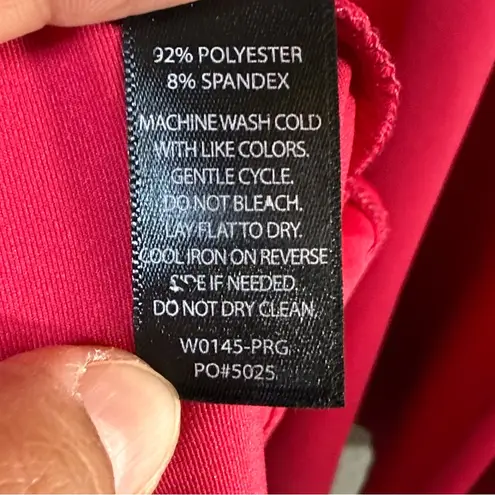 92% POLYESTER
8% SPANDEX
MACHINE WASH COLD
WITH LIKE COLORS.
GENTLE CYCLE.
DO NOT BLEACH.
LAY FLAT TO DRY.
COOL IRON ON REVERSE
SIDE IF NEEDED.
DO NOT DRY CLEAN.
W0145-PRG
PO#5025